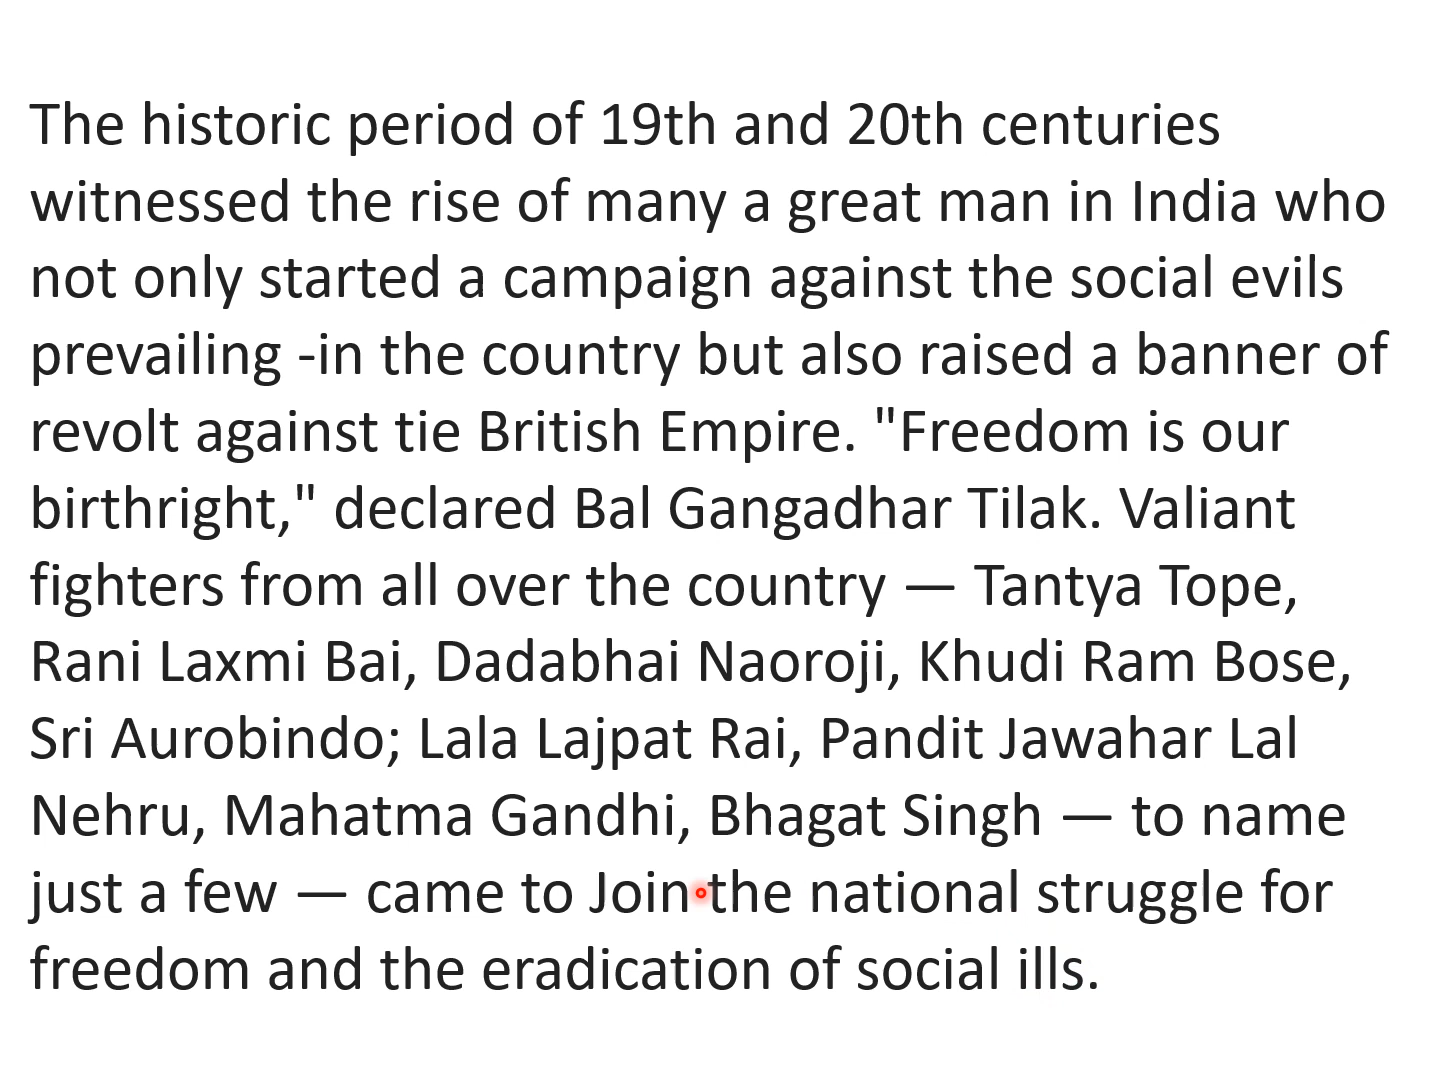 The historic period of 19th and 20th centuries
witnessed the rise of many a great man in India who
not only started a campaign against the social evils
prevailing -in the country but also raised a banner of
revolt against tie British Empire. "Freedom is our
birthright," declared Bal Gangadhar Tilak. Valiant
fighters from all over the country — Tantya Tope,
Rani Laxmi Bai, Dadabhai Naoroji, Khudi Ram Bose,
Sri Aurobindo; Lala Lajpat Rai, Pandit Jawahar Lal
Nehru, Mahatma Gandhi, Bhagat Singh — to name
just a few — came to Join the national struggle for
freedom and the eradication of social ills.